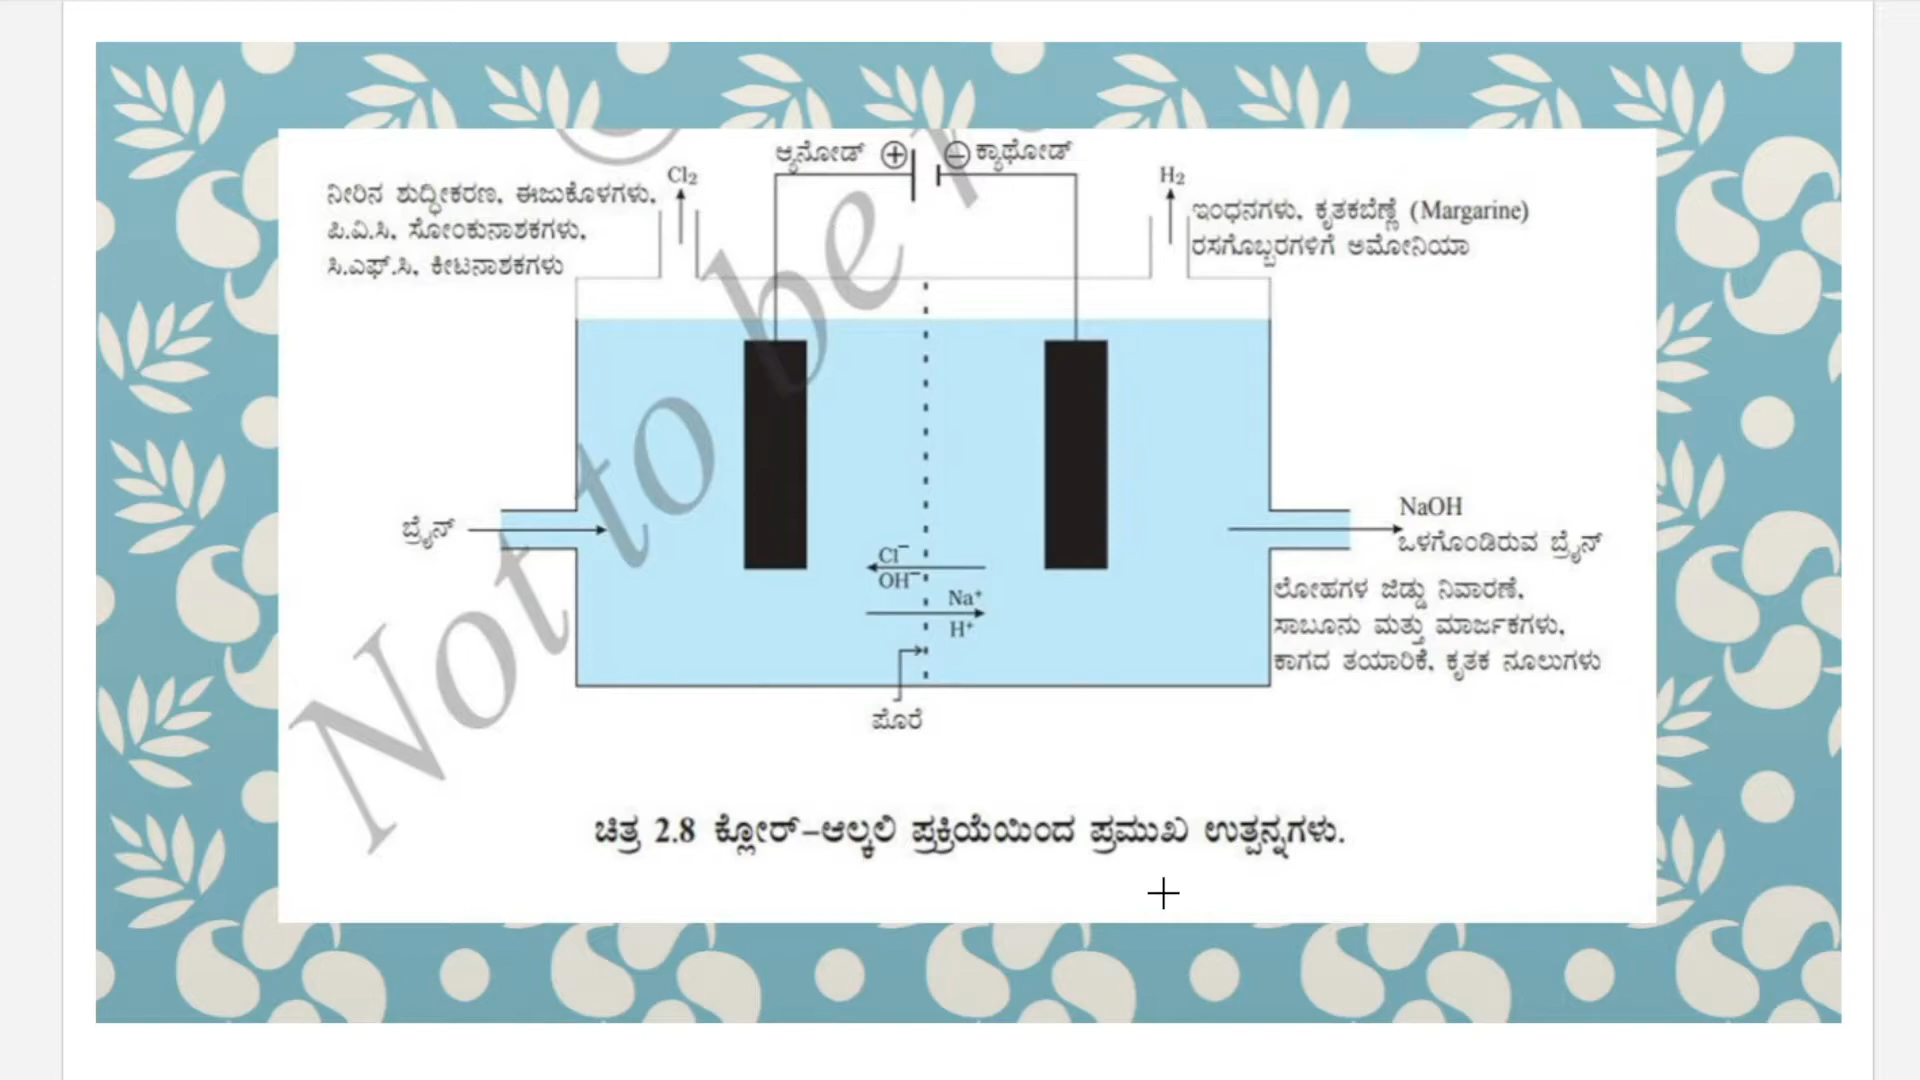 ಆ್ಯನೋಡ್ + – ಕ್ಯಾಥೋಡ್
Cl₂
H₂
ನೀರಿನ ಶುದ್ಧೀಕರಣ, ಈಜುಕೊಳಗಳು,
ಪಿ.ವಿ.ಸಿ, ಸೋಂಕುನಾಶಕಗಳು,
ಸಿ.ಎಫ್.ಸಿ, ಕೀಟನಾಶಕಗಳು
ಇಂಧನಗಳು, ಕೃತಕಬೆಣ್ಣೆ (Margarine)
ರಸಗೊಬ್ಬರಗಳಿಗೆ ಅಮೋನಿಯಾ
ಬ್ರೈನ್
Cl⁻
OH⁻
Na⁺
H⁺
NaOH
ಒಳಗೊಂಡಿರುವ ಬ್ರೈನ್
ಲೋಹಗಳ ಜಿಡ್ಡು ನಿವಾರಣೆ,
ಸಾಬೂನು ಮತ್ತು ಮಾರ್ಜಕಗಳು,
ಕಾಗದ ತಯಾರಿಕೆ, ಕೃತಕ ನೂಲುಗಳು
ಪೊರೆ
Not to be
ಚಿತ್ರ 2.8 ಕ್ಲೋರ್–ಆಲ್ಕಲಿ ಪ್ರಕ್ರಿಯೆಯಿಂದ ಪ್ರಮುಖ ಉತ್ಪನ್ನಗಳು.